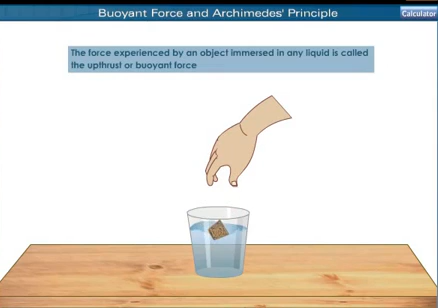 Buoyant Force and Archimedes' Principle
Calculator
The force experienced by an object immersed in any liquid is called
the upthrust or buoyant force